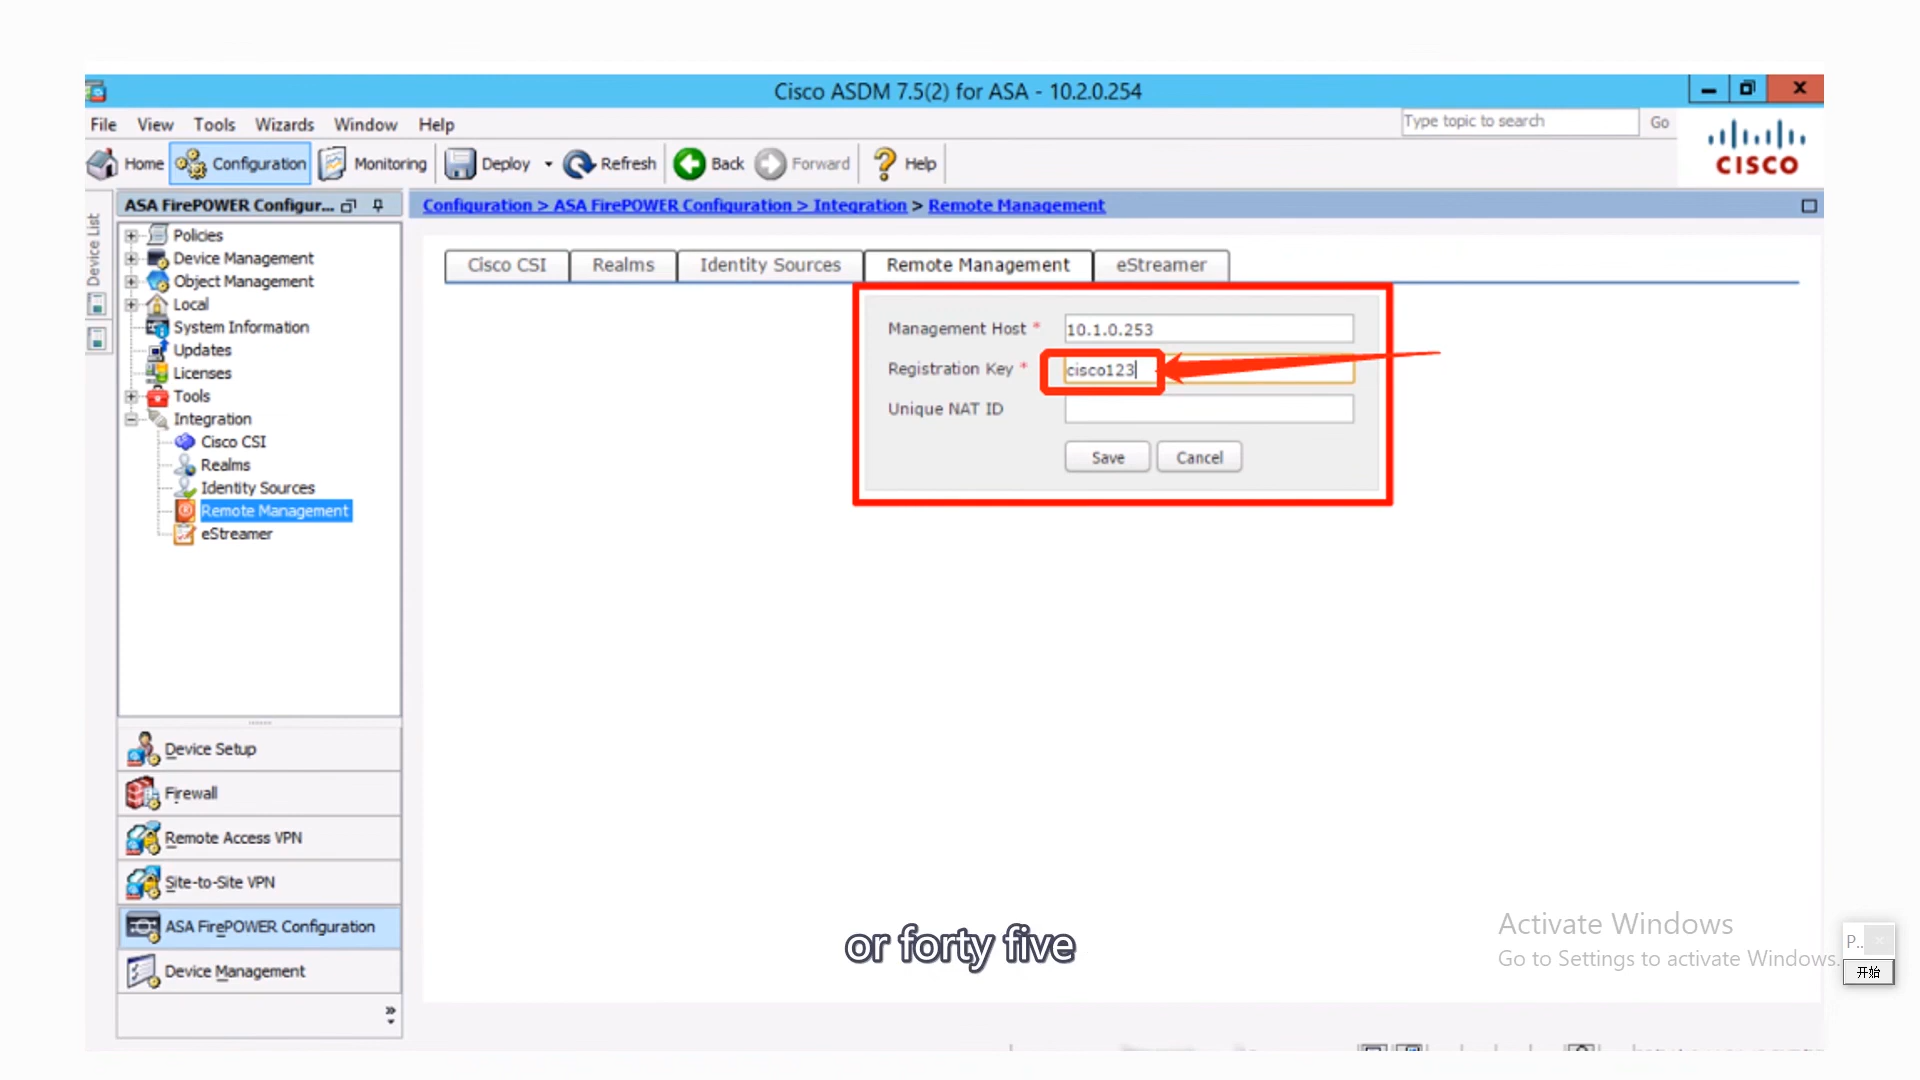 Cisco ASDM 7.5(2) for ASA - 10.2.0.254
File View Tools Wizards Window Help
Type topic to search Go
CISCO
Home Configuration Monitoring Deploy Refresh Back Forward Help
Device List
ASA FirePOWER Configur...
Configuration > ASA FirePOWER Configuration > Integration > Remote Management
Policies
Device Management
Object Management
Local
System Information
Updates
Licenses
Tools
Integration
Cisco CSI
Realms
Identity Sources
Remote Management
eStreamer
Cisco CSI Realms Identity Sources Remote Management eStreamer
Management Host * 10.1.0.253
Registration Key * cisco123
Unique NAT ID
Save Cancel
Device Setup
Firewall
Remote Access VPN
Site-to-Site VPN
ASA FirePOWER Configuration
Device Management
or forty five
Activate Windows
Go to Settings to activate Windows.
P...
开始